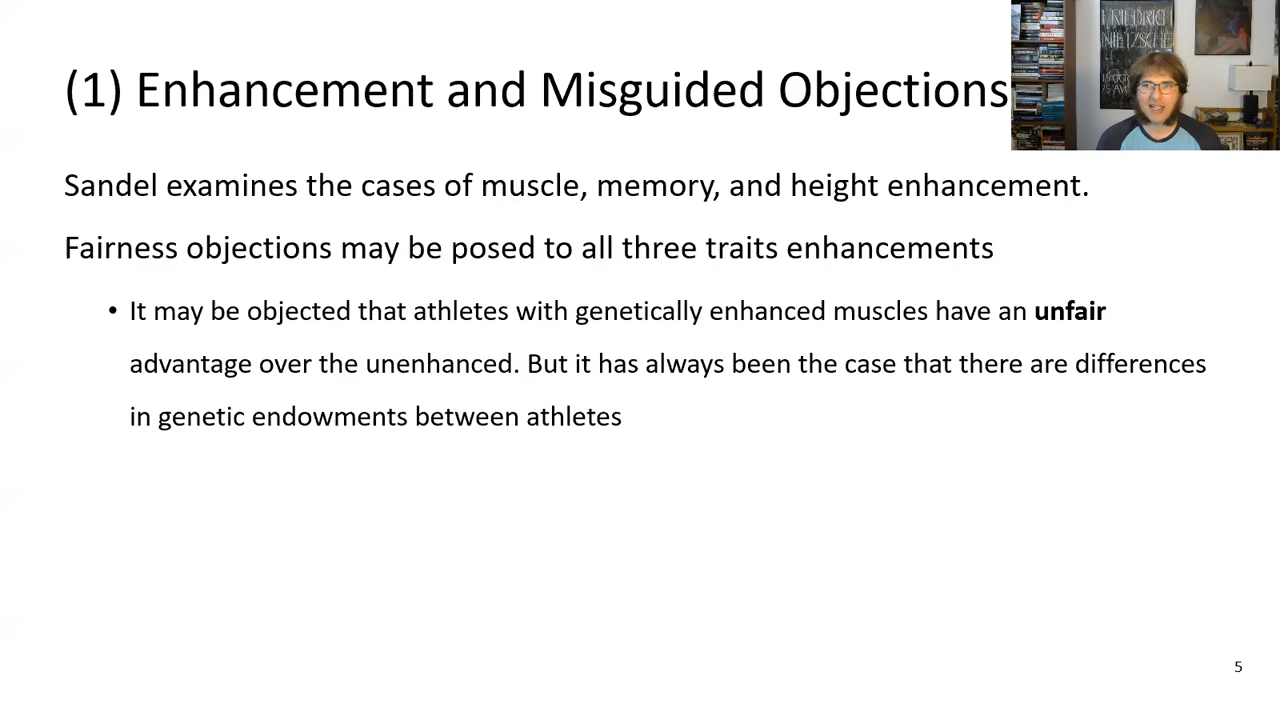 (1) Enhancement and Misguided Objections
FRIEDRICH
NIETZSCHE
Sandel examines the cases of muscle, memory, and height enhancement.
Fairness objections may be posed to all three traits enhancements
• It may be objected that athletes with genetically enhanced muscles have an unfair
advantage over the unenhanced. But it has always been the case that there are differences
in genetic endowments between athletes
5